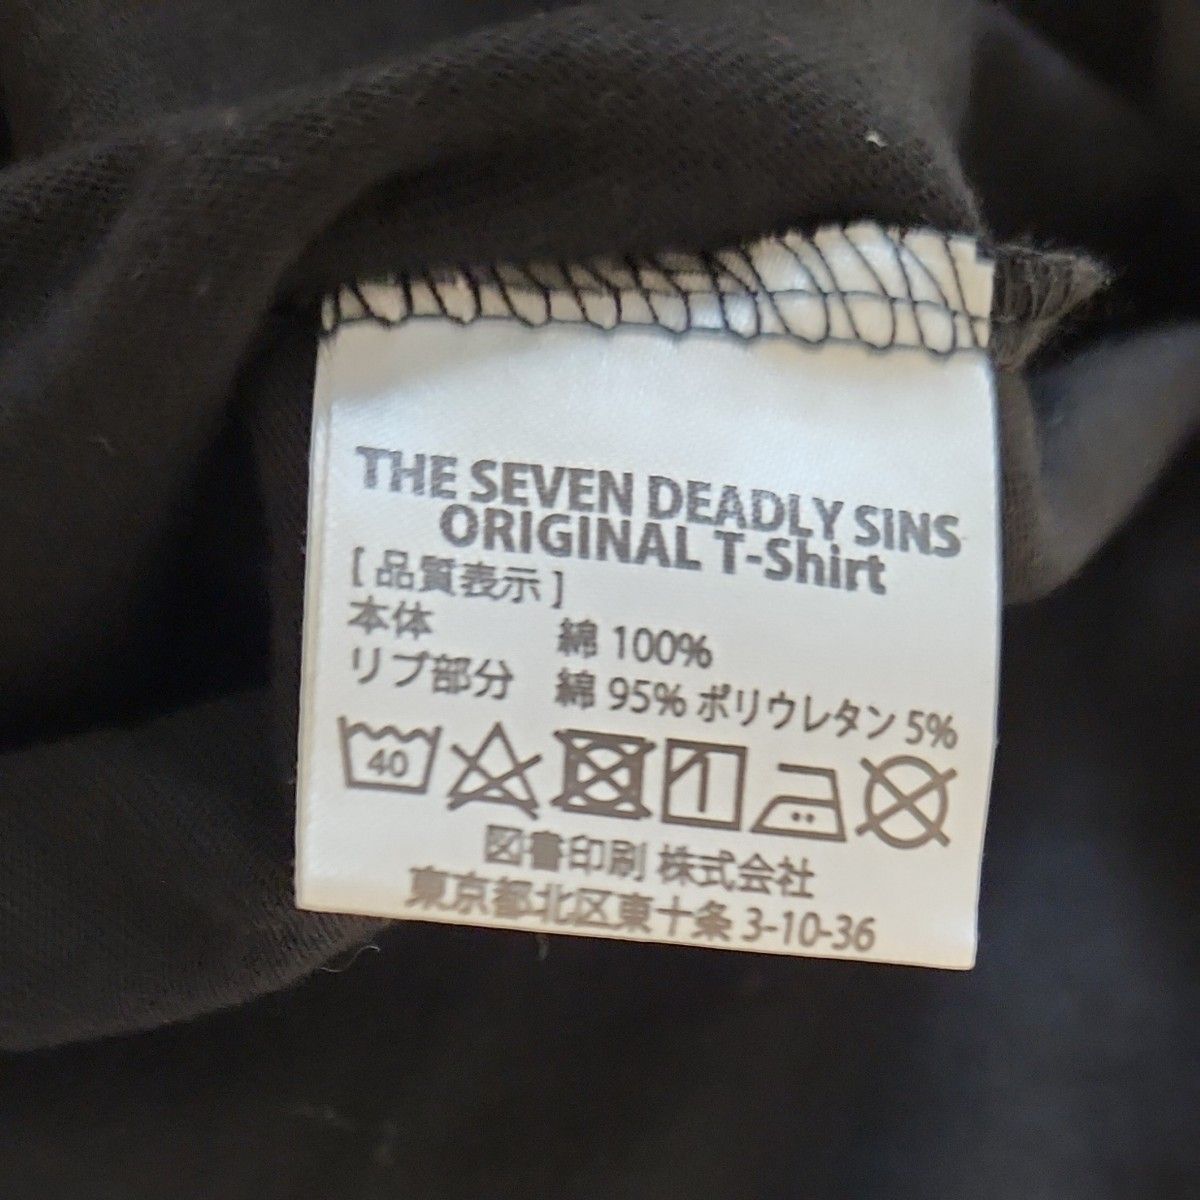 THE SEVEN DEADLY SINS
ORIGINAL T-Shirt
[ 品質表示 ]
本体 綿 100%
リブ部分 綿 95% ポリウレタン 5%
40
図書印刷 株式会社
東京都北区東十条 3-10-36